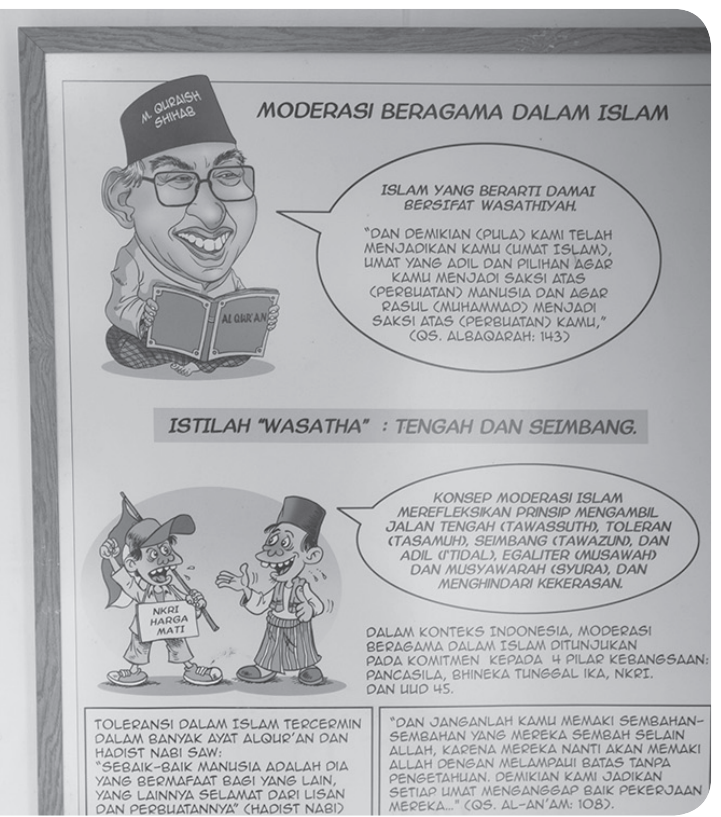 M. QURAISH
SHIHAB
MODERASI BERAGAMA DALAM ISLAM
ISLAM YANG BERARTI DAMAI
BERSIFAT WASATHIYAH.
"DAN DEMIKIAN (PULA) KAMI TELAH
MENJADIKAN KAMU (UMAT ISLAM),
UMAT YANG ADIL DAN PILIHAN AGAR
KAMU MENJADI SAKSI ATAS
(PERBUATAN) MANUSIA DAN AGAR
RASUL (MUHAMMAD) MENJADI
SAKSI ATAS (PERBUATAN) KAMU,"
(QS. ALBAQARAH: 143)
AL QUR'AN
ISTILAH "WASATHA" : TENGAH DAN SEIMBANG.
KONSEP MODERASI ISLAM
MEREFLEKSIKAN PRINSIP MENGAMBIL
JALAN TENGAH (TAWASSUTH), TOLERAN
(TASAMUH), SEIMBANG (TAWAZUN), DAN
ADIL (I'TIDAL), EGALITER (MUSAWAH)
DAN MUSYAWARAH (SYURA), DAN
MENGHINDARI KEKERASAN.
NKRI
HARGA
MATI
DALAM KONTEKS INDONESIA, MODERASI
BERAGAMA DALAM ISLAM DITUNJUKAN
PADA KOMITMEN KEPADA 4 PILAR KEBANGSAAN:
PANCASILA, BHINEKA TUNGGAL IKA, NKRI.
DAN UUD 45.
TOLERANSI DALAM ISLAM TERCERMIN
DALAM BANYAK AYAT ALQUR'AN DAN
HADIST NABI SAW:
"SEBAIK-BAIK MANUSIA ADALAH DIA
YANG BERMAFAAT BAGI YANG LAIN,
YANG LAINNYA SELAMAT DARI LISAN
DAN PERBUATANNYA" (HADIST NABI)
"DAN JANGANLAH KAMU MEMAKI SEMBAHAN-
SEMBAHAN YANG MEREKA SEMBAH SELAIN
ALLAH, KARENA MEREKA NANTI AKAN MEMAKI
ALLAH DENGAN MELAMPAUI BATAS TANPA
PENGETAHUAN. DEMIKIAN KAMI JADIKAN
SETIAP UMAT MENGANGGAP BAIK PEKERJAAN
MEREKA..." (QS. AL-AN'AM: 108).